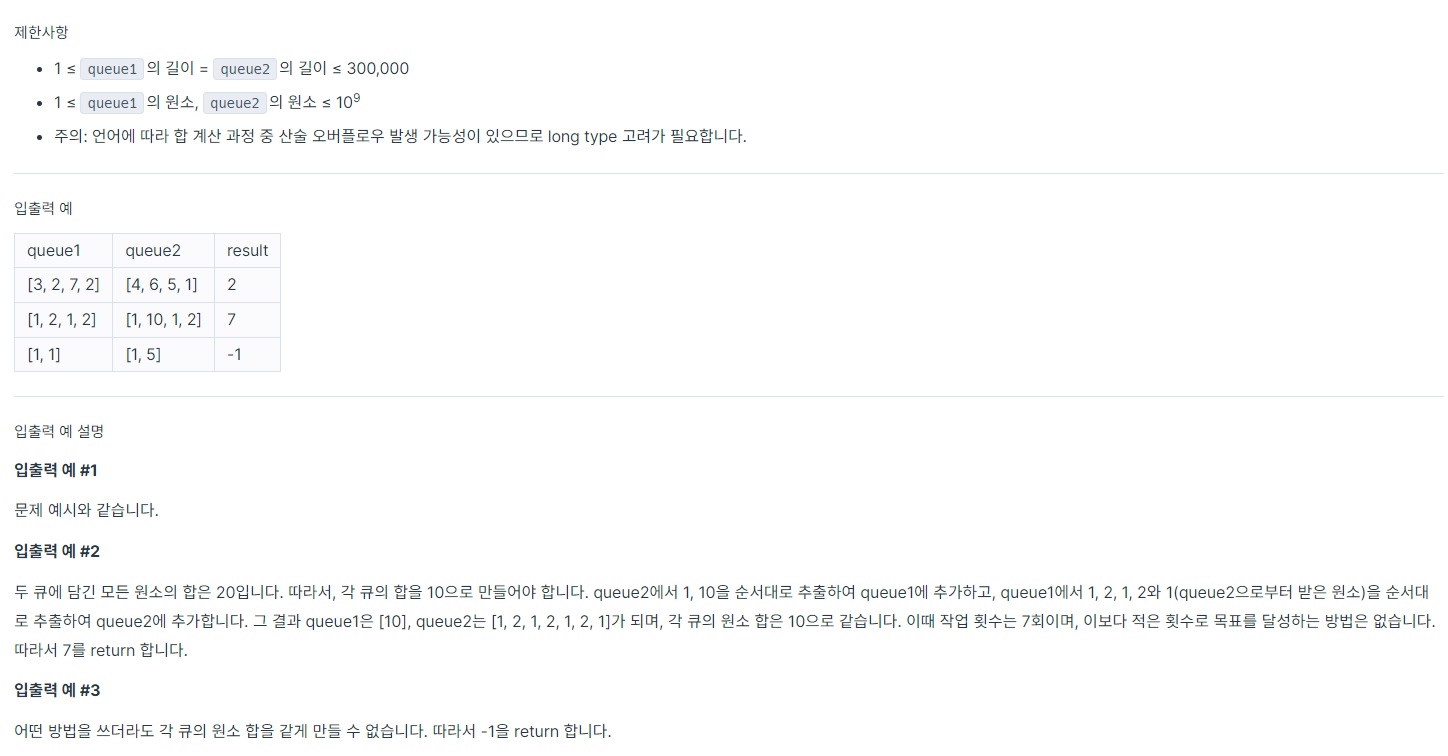 제한사항
• 1 ≤ queue1 의 길이 = queue2 의 길이 ≤ 300,000
• 1 ≤ queue1 의 원소, queue2 의 원소 ≤ 10⁹
• 주의: 언어에 따라 합 계산 과정 중 산술 오버플로우 발생 가능성이 있으므로 long type 고려가 필요합니다.
입출력 예
queue1 queue2 result
[3, 2, 7, 2] [4, 6, 5, 1] 2
[1, 2, 1, 2] [1, 10, 1, 2] 7
[1, 1] [1, 5] -1
입출력 예 설명
입출력 예 #1
문제 예시와 같습니다.
입출력 예 #2
두 큐에 담긴 모든 원소의 합은 20입니다. 따라서, 각 큐의 합을 10으로 만들어야 합니다. queue2에서 1, 10을 순서대로 추출하여 queue1에 추가하고, queue1에서 1, 2, 1, 2와 1(queue2으로부터 받은 원소)을 순서대
로 추출하여 queue2에 추가합니다. 그 결과 queue1은 [10], queue2는 [1, 2, 1, 2, 1, 2, 1]가 되며, 각 큐의 원소 합은 10으로 같습니다. 이때 작업 횟수는 7회이며, 이보다 적은 횟수로 목표를 달성하는 방법은 없습니다.
따라서 7를 return 합니다.
입출력 예 #3
어떤 방법을 쓰더라도 각 큐의 원소 합을 같게 만들 수 없습니다. 따라서 -1을 return 합니다.